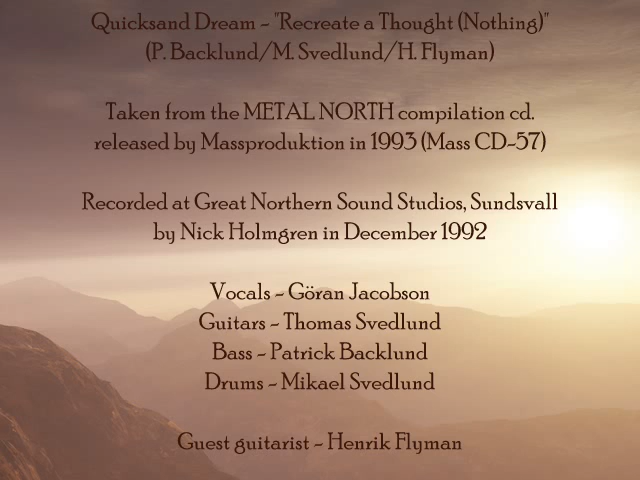 Quicksand Dream - "Recreate a Thought (Nothing)"
(P. Backlund/M. Svedlund/H. Flyman)
Taken from the METAL NORTH compilation cd.
released by Massproduktion in 1993 (Mass CD-57)
Recorded at Great Northern Sound Studios, Sundsvall
by Nick Holmgren in December 1992
Vocals - Göran Jacobson
Guitars - Thomas Svedlund
Bass - Patrick Backlund
Drums - Mikael Svedlund
Guest guitarist - Henrik Flyman